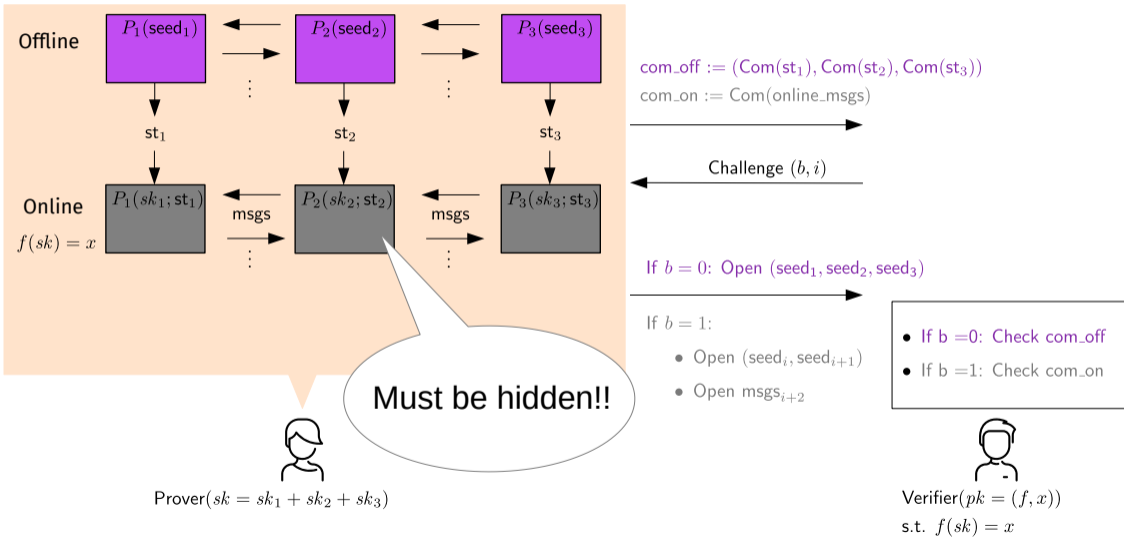 Offline
P₁(seed₁)
P₂(seed₂)
P₃(seed₃)
⋮
⋮
st₁
st₂
st₃
Online
f(sk) = x
P₁(sk₁; st₁)
msgs
⋮
P₂(sk₂; st₂)
msgs
⋮
P₃(sk₃; st₃)
Must be hidden!!
Prover(sk = sk₁ + sk₂ + sk₃)
com_off := (Com(st₁), Com(st₂), Com(st₃))
com_on := Com(online_msgs)
Challenge (b, i)
If b = 0: Open (seed₁, seed₂, seed₃)
If b = 1:
• Open (seedᵢ, seedᵢ₊₁)
• Open msgsᵢ₊₂
• If b =0: Check com_off
• If b =1: Check com_on
Verifier(pk = (f, x))
s.t. f(sk) = x